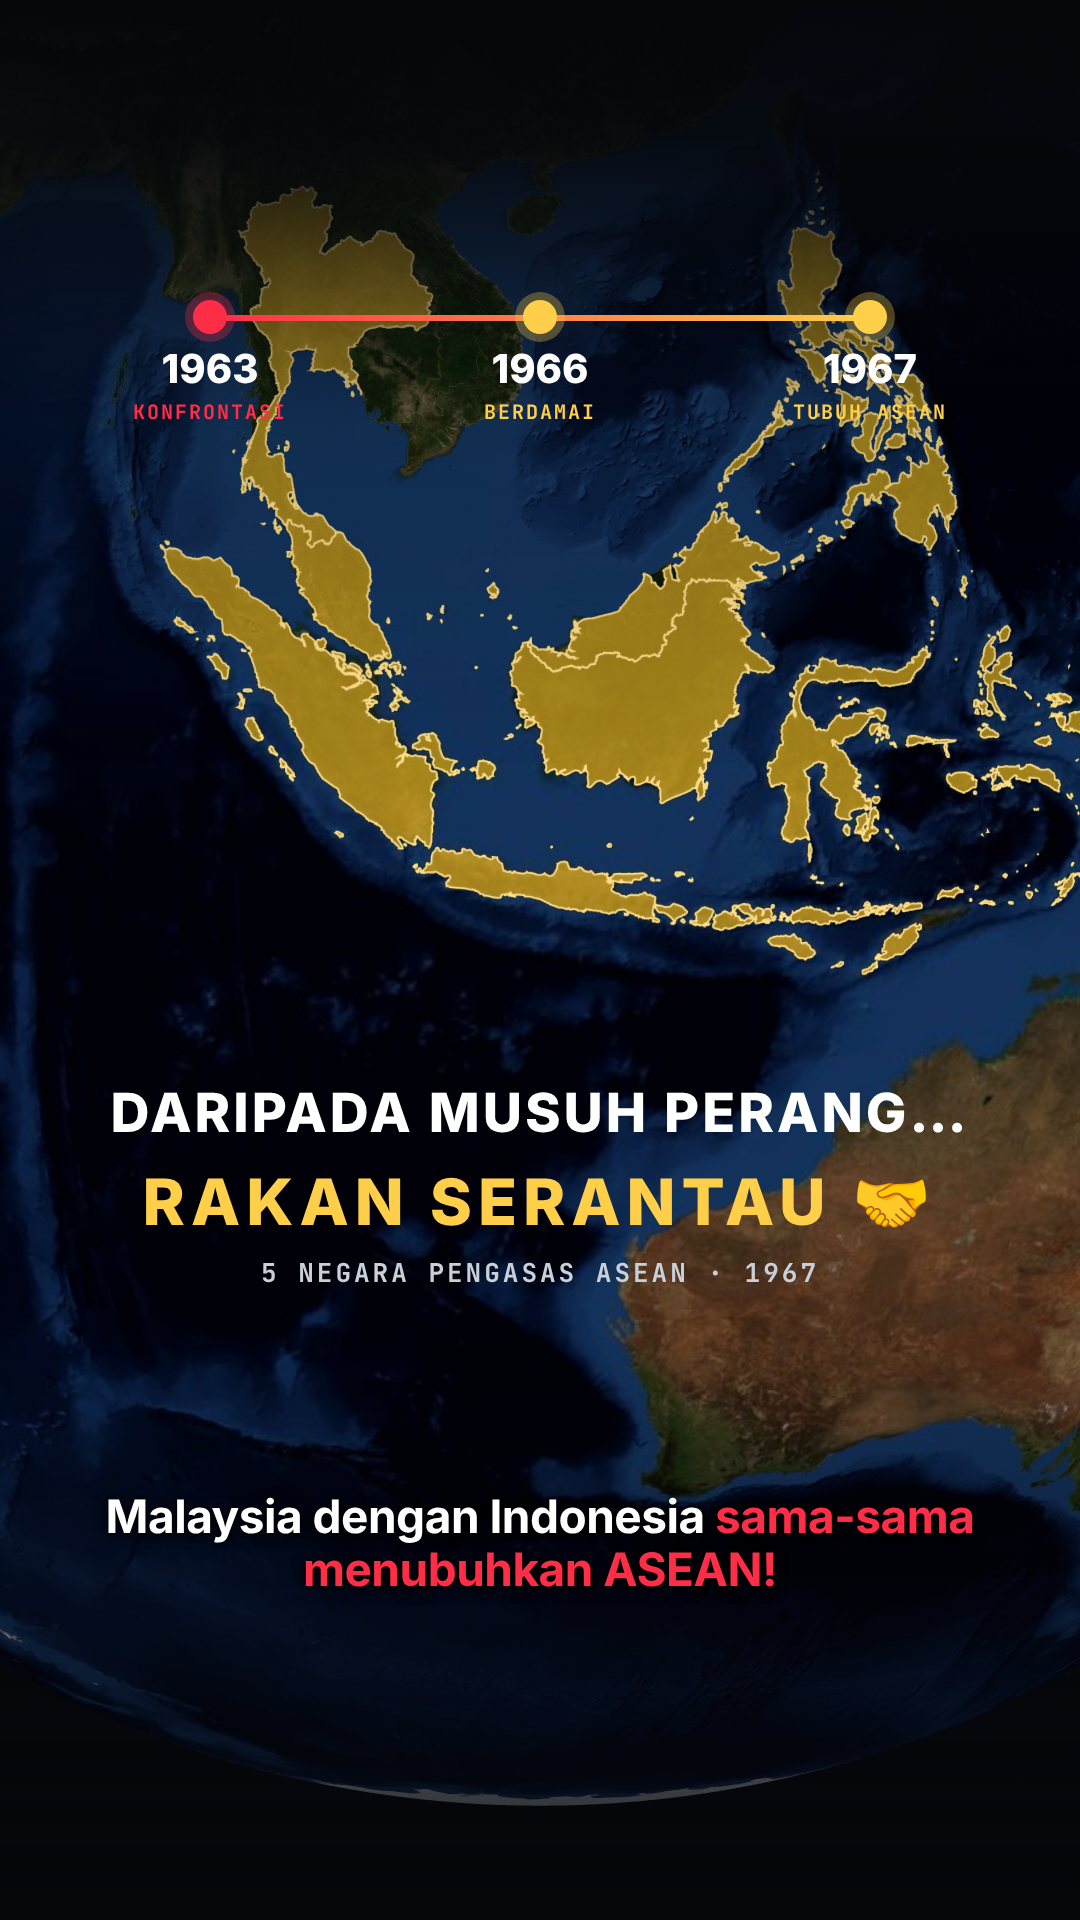 1963
KONFRONTASI
1966
BERDAMAI
1967
TUBUH ASEAN
DARIPADA MUSUH PERANG...
RAKAN SERANTAU 🤝
5 NEGARA PENGASAS ASEAN · 1967
Malaysia dengan Indonesia sama-sama
menubuhkan ASEAN!